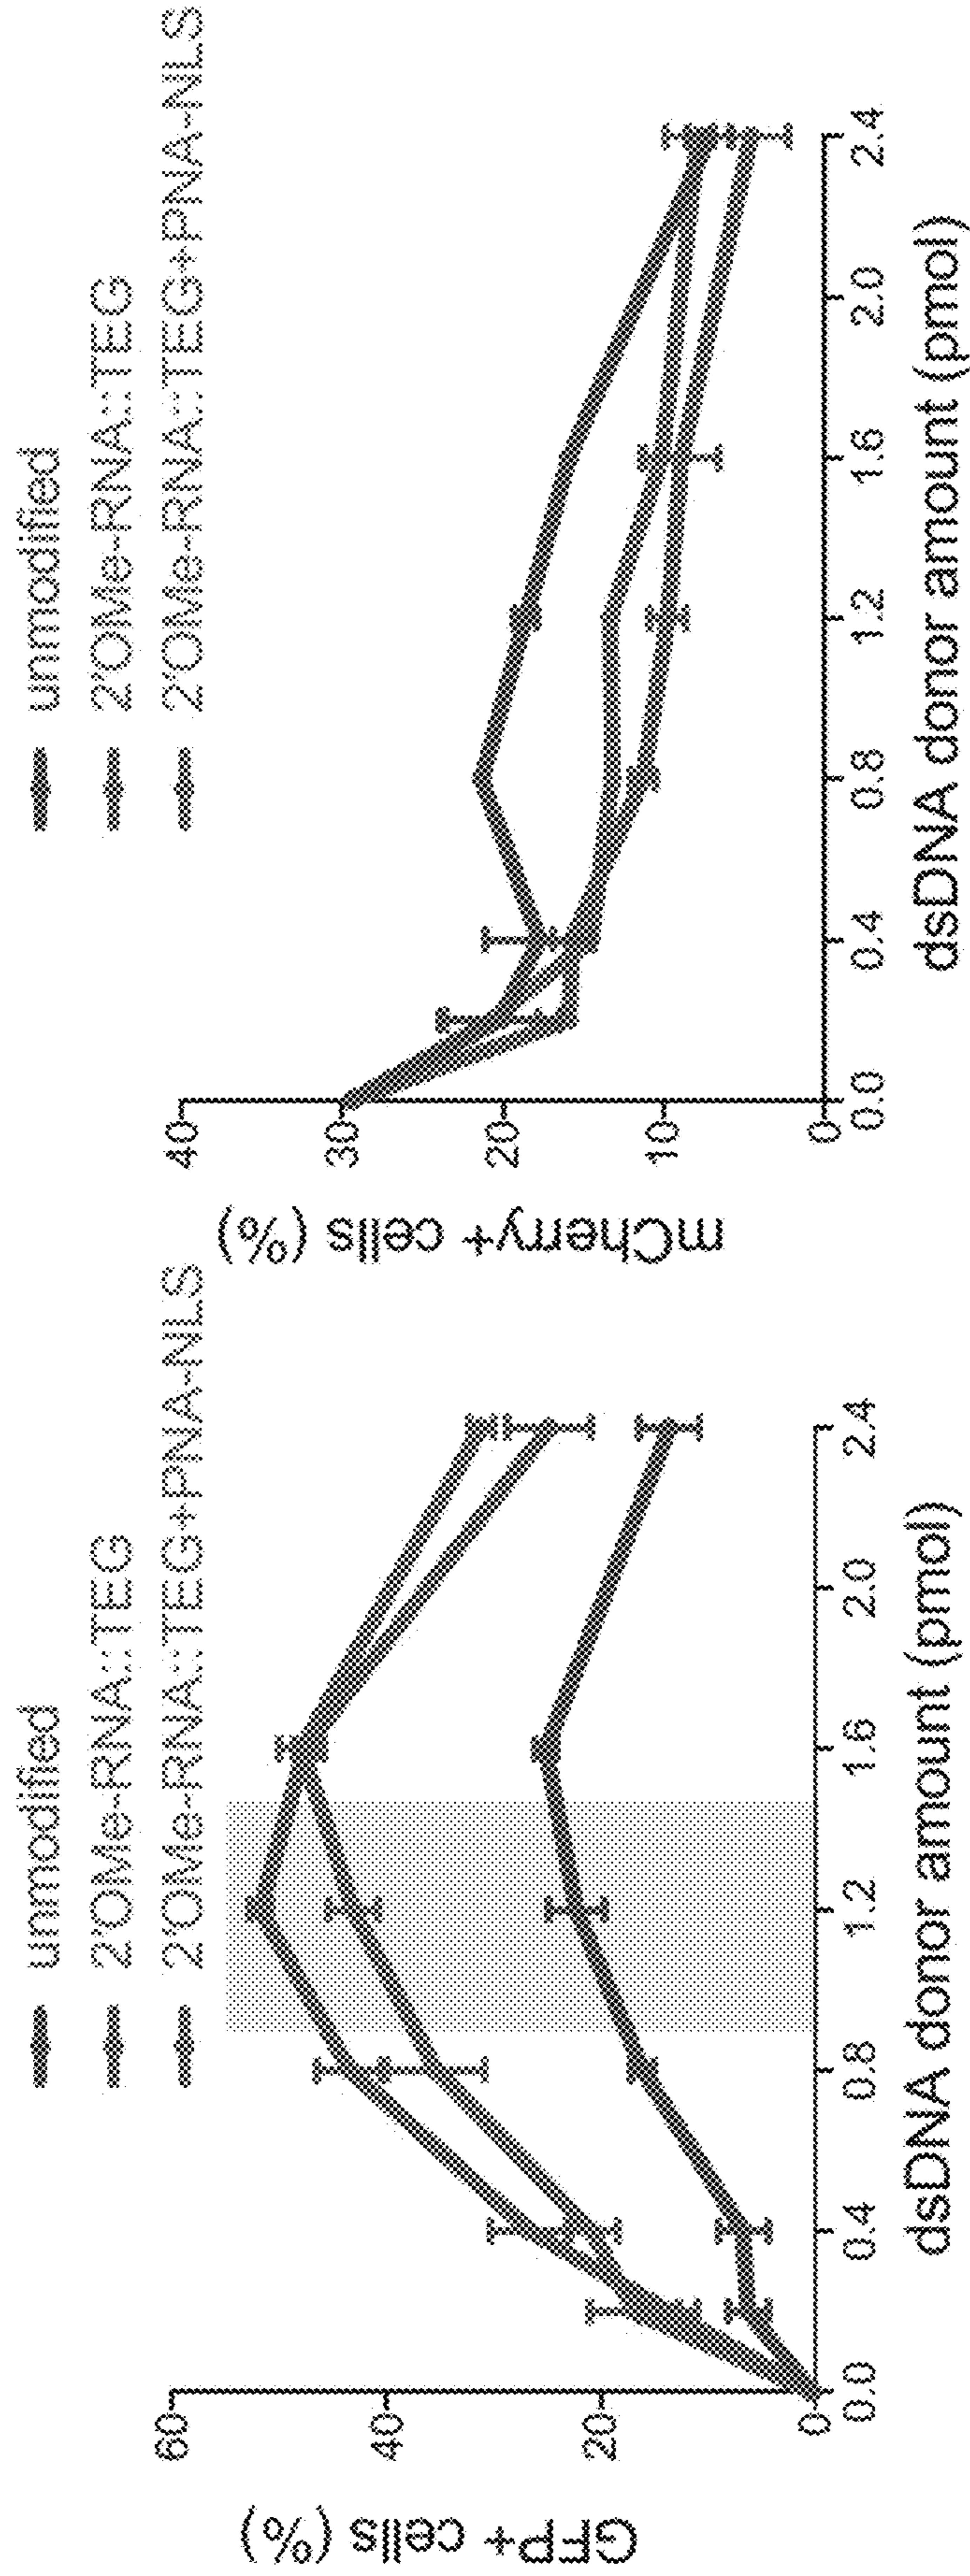 unmodified
2'OMe-RNA::TEG
2'OMe-RNA::TEG+PNA-NLS
GFP+ cells (%)
60
40
20
0
0.0
0.4
0.8
1.2
1.6
2.0
2.4
dsDNA donor amount (pmol)
unmodified
2'OMe-RNA::TEG
2'OMe-RNA::TEG+PNA-NLS
mCherry+ cells (%)
40
30
20
10
0
0.0
0.4
0.8
1.2
1.6
2.0
2.4
dsDNA donor amount (pmol)